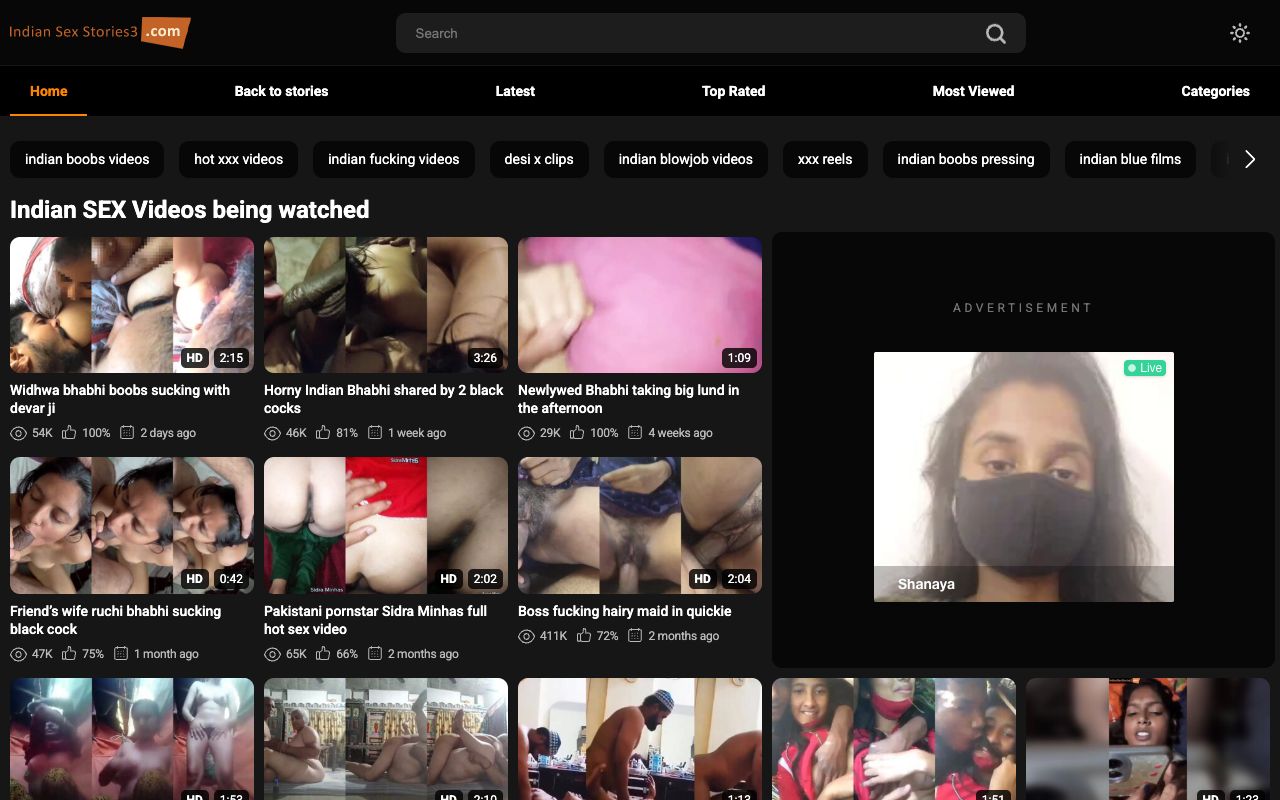 Indian Sex Stories3 .com
Search
Home
Back to stories
Latest
Top Rated
Most Viewed
Categories
indian boobs videos
hot xxx videos
indian fucking videos
desi x clips
indian blowjob videos
xxx reels
indian boobs pressing
indian blue films
Indian SEX Videos being watched
HD 2:15
3:26
1:09
Widhwa bhabhi boobs sucking with
devar ji
54K 100% 2 days ago
Horny Indian Bhabhi shared by 2 black
cocks
46K 81% 1 week ago
Newlywed Bhabhi taking big lund in
the afternoon
29K 100% 4 weeks ago
ADVERTISEMENT
Live
Shanaya
HD 0:42
Sidra Minhas
HD 2:02
HD 2:04
Friend's wife ruchi bhabhi sucking
black cock
47K 75% 1 month ago
Pakistani pornstar Sidra Minhas full
hot sex video
65K 66% 2 months ago
Boss fucking hairy maid in quickie
411K 72% 2 months ago
HD 1:53
HD 2:10
1:13
1:51
HD 1:23